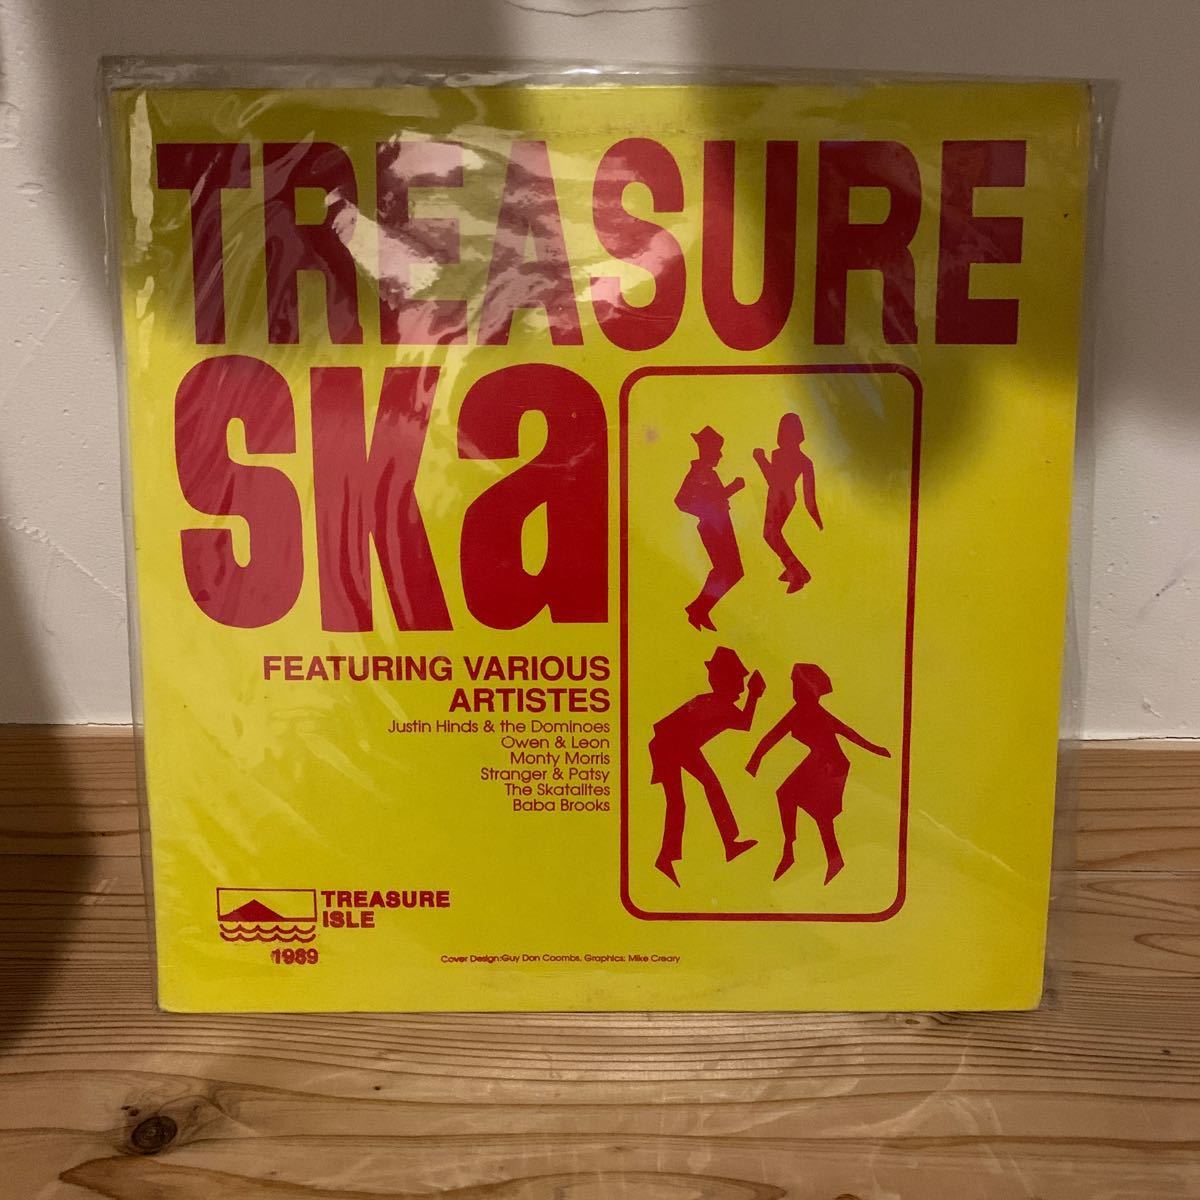 TREASURE
SKa
FEATURING VARIOUS
ARTISTES
Justin Hinds & the Dominoes
Owen & Leon
Monty Morris
Stranger & Patsy
The Skatalites
Baba Brooks
TREASURE
ISLE
1989
Cover Design:Guy Don Coombs. Graphics: Mike Creary